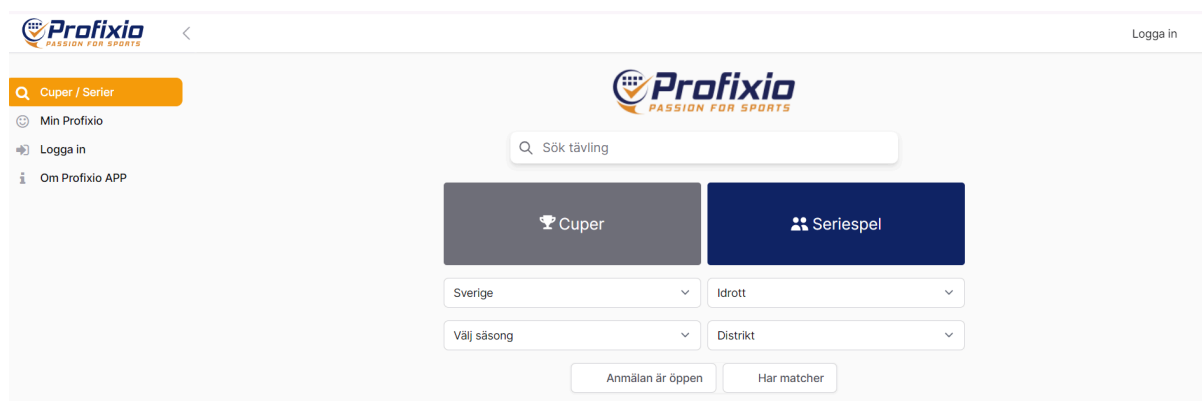 Profixio
PASSION FOR SPORTS
Logga in
Cuper / Serier
Min Profixio
Logga in
Om Profixio APP
Profixio
PASSION FOR SPORTS
Sök tävling
Cuper
Seriespel
Sverige
Idrott
Välj säsong
Distrikt
Anmälan är öppen
Har matcher